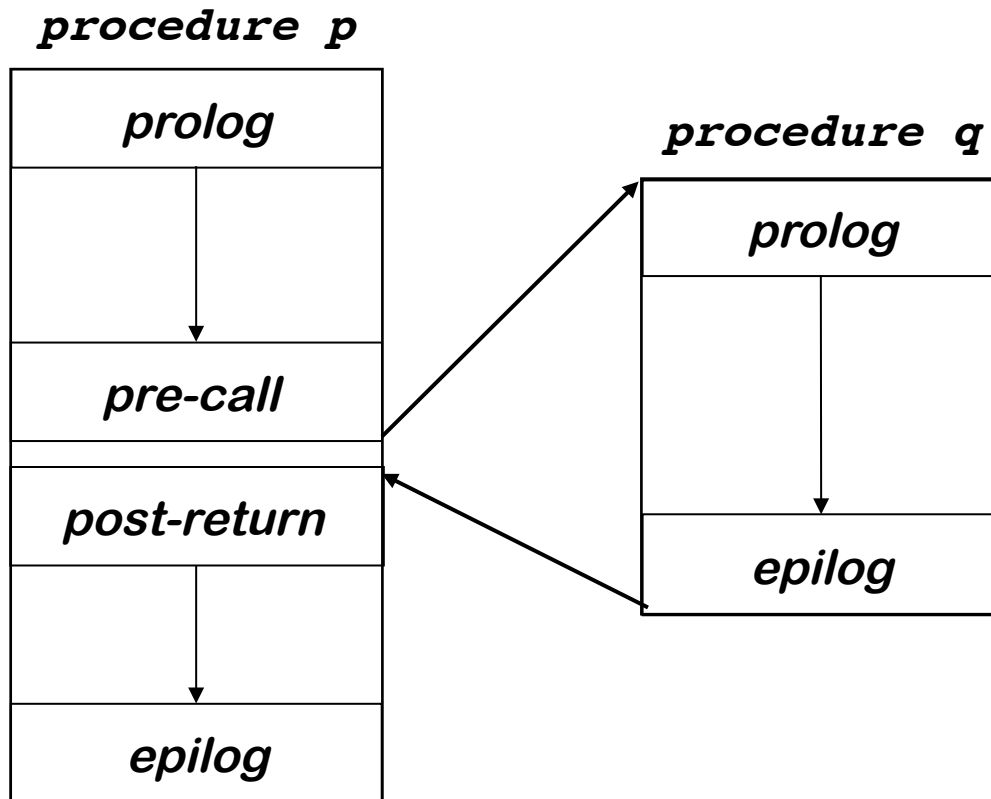 procedure p
prolog
pre-call
post-return
epilog
procedure q
prolog
epilog